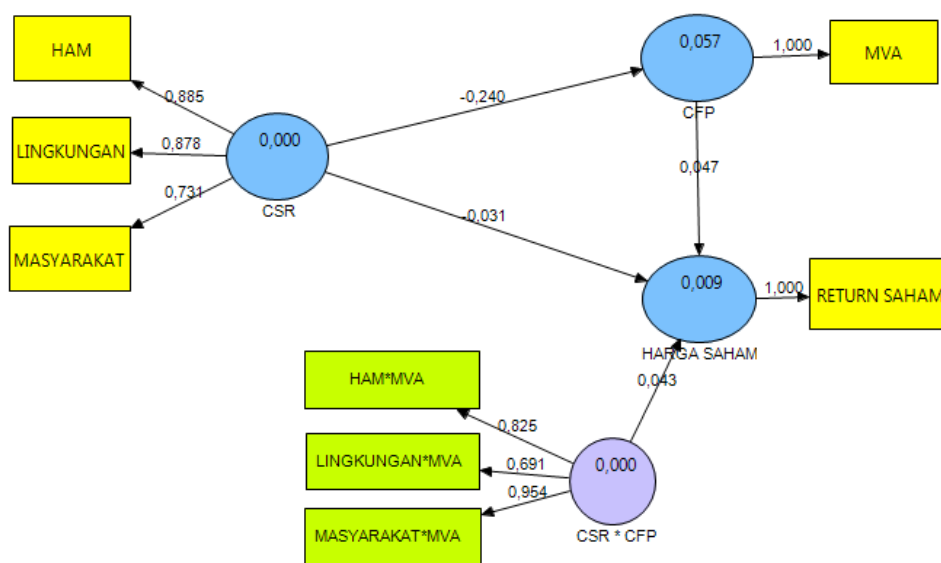 HAM
0,057
1,000
MVA
0,885
-0,240
CFP
LINGKUNGAN
0,878
0,000
0,731
CSR
0,047
-0,031
MASYARAKAT
0,009
1,000
RETURN SAHAM
HARGA SAHAM
HAM*MVA
0,043
0,825
LINGKUNGAN*MVA
0,691
0,000
0,954
MASYARAKAT*MVA
CSR * CFP